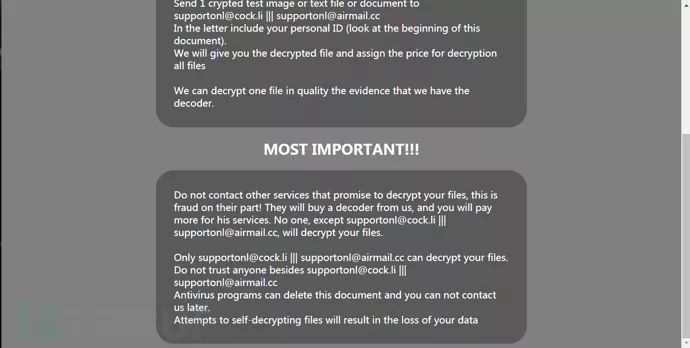 Send 1 crypted test image or text file or document to
supportonl@cock.li ||| supportonl@airmail.cc
In the letter include your personal ID (look at the beginning of this
document).
We will give you the decrypted file and assign the price for decryption
all files
We can decrypt one file in quality the evidence that we have the
decoder.
MOST IMPORTANT!!!
Do not contact other services that promise to decrypt your files, this is
fraud on their part! They will buy a decoder from us, and you will pay
more for his services. No one, except supportonl@cock.li |||
supportonl@airmail.cc, will decrypt your files.
Only supportonl@cock.li ||| supportonl@airmail.cc can decrypt your files.
Do not trust anyone besides supportonl@cock.li |||
supportonl@airmail.cc
Antivirus programs can delete this document and you can not contact
us later.
Attempts to self-decrypting files will result in the loss of your data